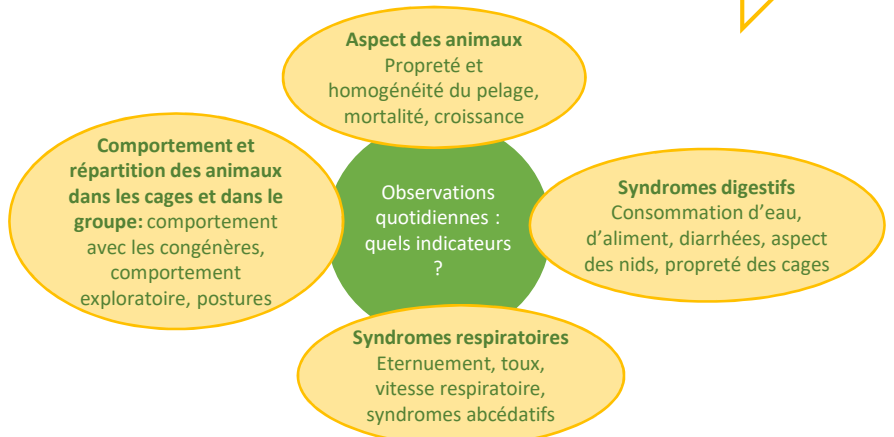 Aspect des animaux
Propreté et
homogénéité du pelage,
mortalité, croissance
Comportement et
répartition des animaux
dans les cages et dans le
groupe: comportement
avec les congénères,
comportement
exploratoire, postures
Observations
quotidiennes :
quels indicateurs
?
Syndromes digestifs
Consommation d’eau,
d’aliment, diarrhées, aspect
des nids, propreté des cages
Syndromes respiratoires
Eternuement, toux,
vitesse respiratoire,
syndromes abcédatifs